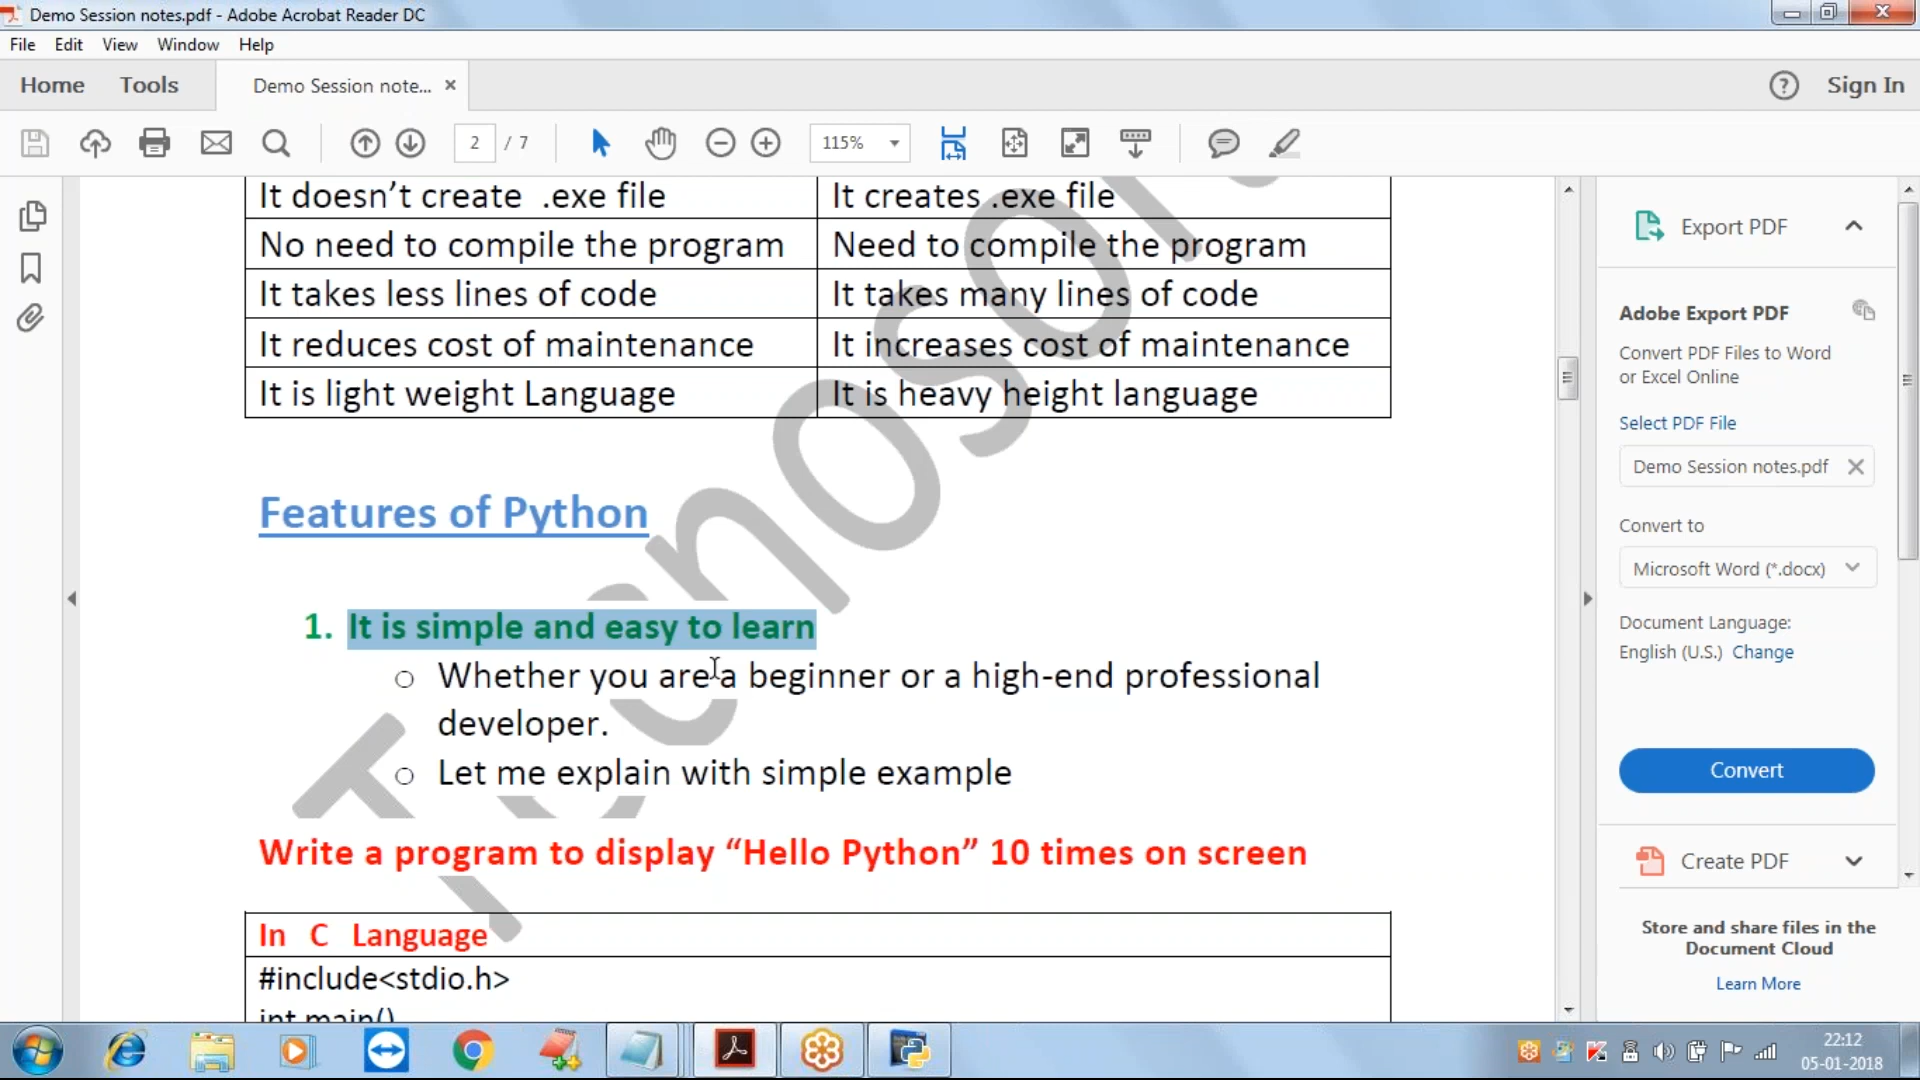 Demo Session notes.pdf - Adobe Acrobat Reader DC
File Edit View Window Help
Home Tools Demo Session note... Sign In
2 / 7 115%
It doesn’t create .exe file It creates .exe file
No need to compile the program Need to compile the program
It takes less lines of code It takes many lines of code
It reduces cost of maintenance It increases cost of maintenance
It is light weight Language It is heavy height language
Features of Python
1. It is simple and easy to learn
Whether you are a beginner or a high-end professional
developer.
Let me explain with simple example
Write a program to display “Hello Python” 10 times on screen
In C Language
#include<stdio.h>
int main()
Export PDF
Adobe Export PDF
Convert PDF Files to Word
or Excel Online
Select PDF File
Demo Session notes.pdf
Convert to
Microsoft Word (*.docx)
Document Language:
English (U.S.) Change
Convert
Create PDF
Store and share files in the
Document Cloud
Learn More
22:12
05-01-2018